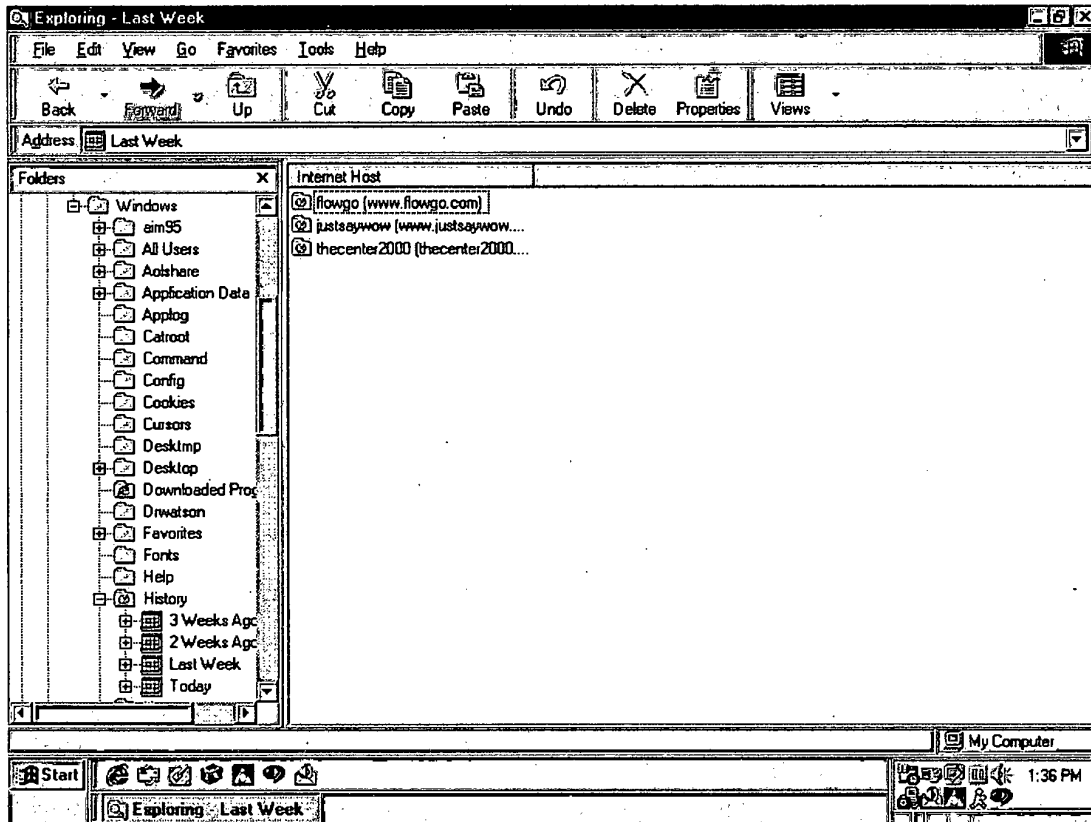 Exploring - Last Week
File Edit View Go Favorites Tools Help
Back Forward Up Cut Copy Paste Undo Delete Properties Views
Address Last Week
Folders
Internet Host
Windows
aim95
All Users
Aolshare
Application Data
Applog
Catroot
Command
Config
Cookies
Cursors
Desktmp
Desktop
Downloaded Prog
Drwatson
Favorites
Fonts
Help
History
3 Weeks Ago
2 Weeks Ago
Last Week
Today
flowgo (www.flowgo.com)
justsaywow (www.justsaywow....
thecenter2000 (thecenter2000....
My Computer
Start
1:36 PM
Exploring - Last Week